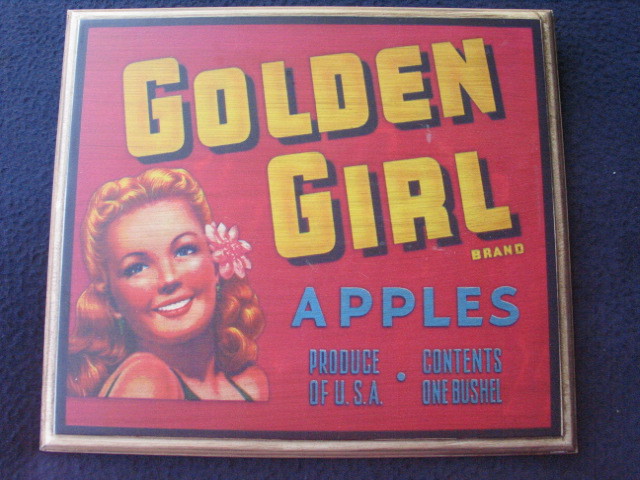 GOLDEN
GIRL
BRAND
APPLES
PRODUCE OF U.S.A. • CONTENTS ONE BUSHEL